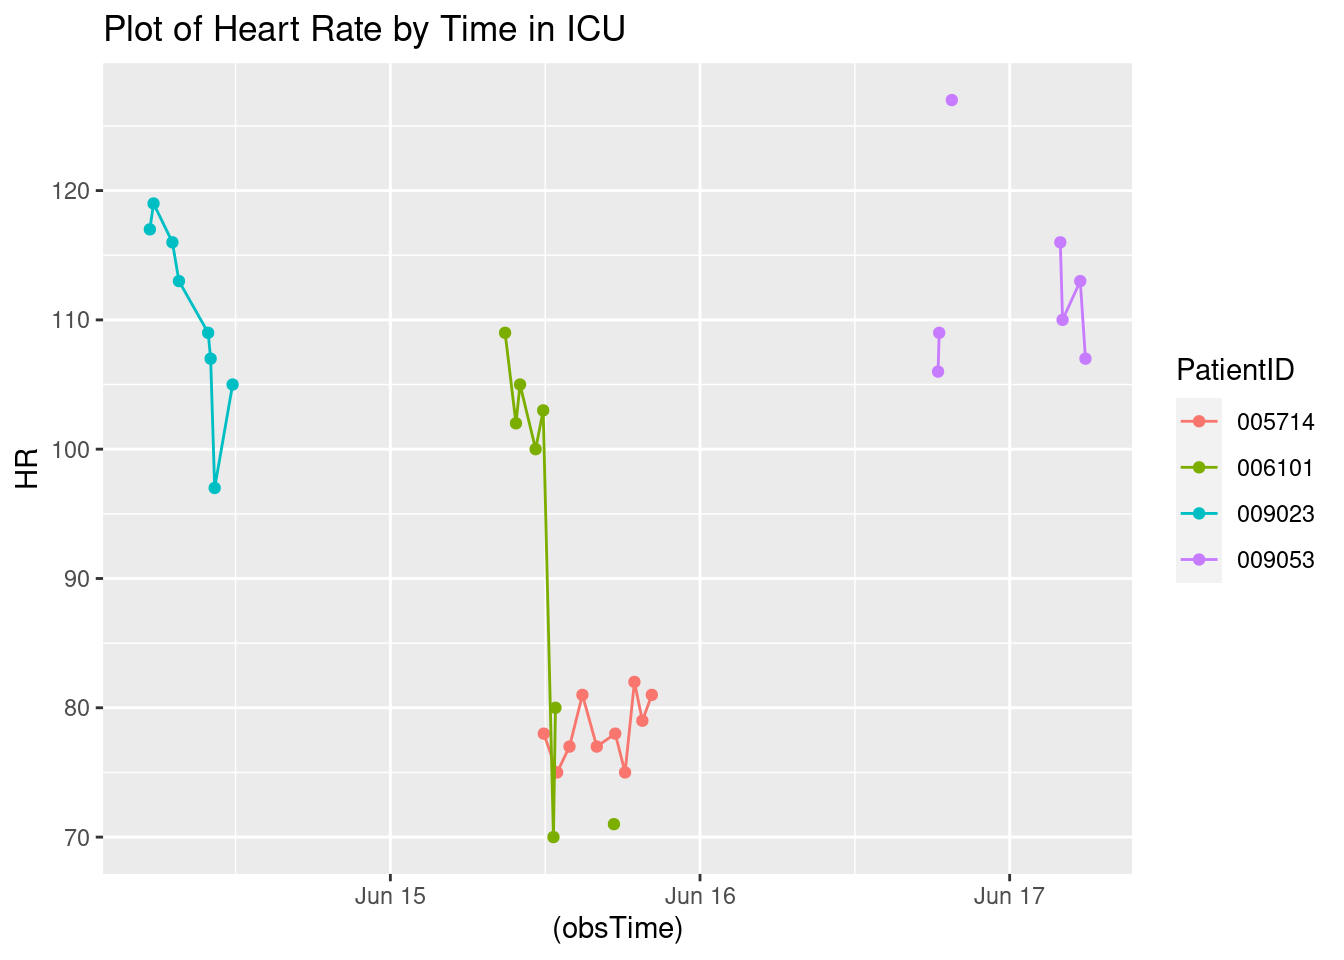 Plot of Heart Rate by Time in ICU
HR
120
110
100
90
80
70
Jun 15
Jun 16
Jun 17
(obsTime)
PatientID
005714
006101
009023
009053